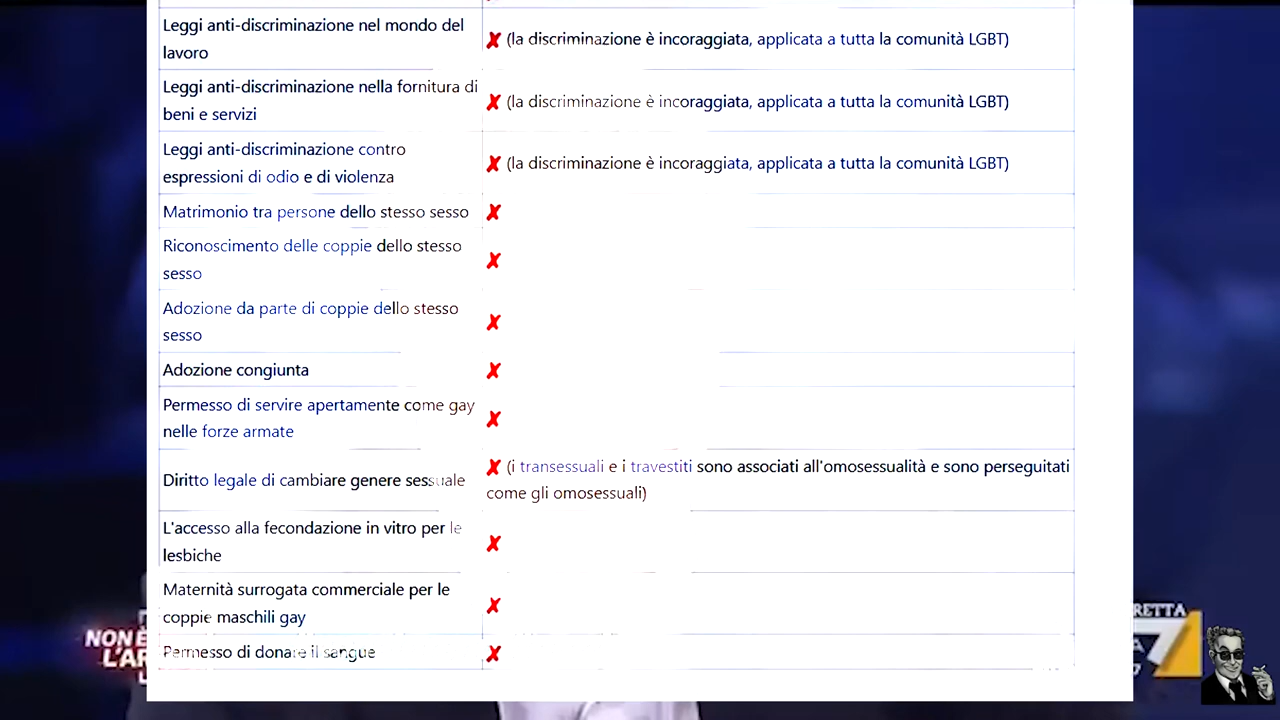 Leggi anti-discriminazione nel mondo del
lavoro
✘ (la discriminazione è incoraggiata, applicata a tutta la comunità LGBT)
Leggi anti-discriminazione nella fornitura di
beni e servizi
✘ (la discriminazione è incoraggiata, applicata a tutta la comunità LGBT)
Leggi anti-discriminazione contro
espressioni di odio e di violenza
✘ (la discriminazione è incoraggiata, applicata a tutta la comunità LGBT)
Matrimonio tra persone dello stesso sesso
✘
Riconoscimento delle coppie dello stesso
sesso
✘
Adozione da parte di coppie dello stesso
sesso
✘
Adozione congiunta
✘
Permesso di servire apertamente come gay
nelle forze armate
✘
Diritto legale di cambiare genere sessuale
✘ (i transessuali e i travestiti sono associati all'omosessualità e sono perseguitati
come gli omosessuali)
L'accesso alla fecondazione in vitro per le
lesbiche
✘
Maternità surrogata commerciale per le
coppie maschili gay
✘
Permesso di donare il sangue
✘
NON È
L'AR
RETTA
7